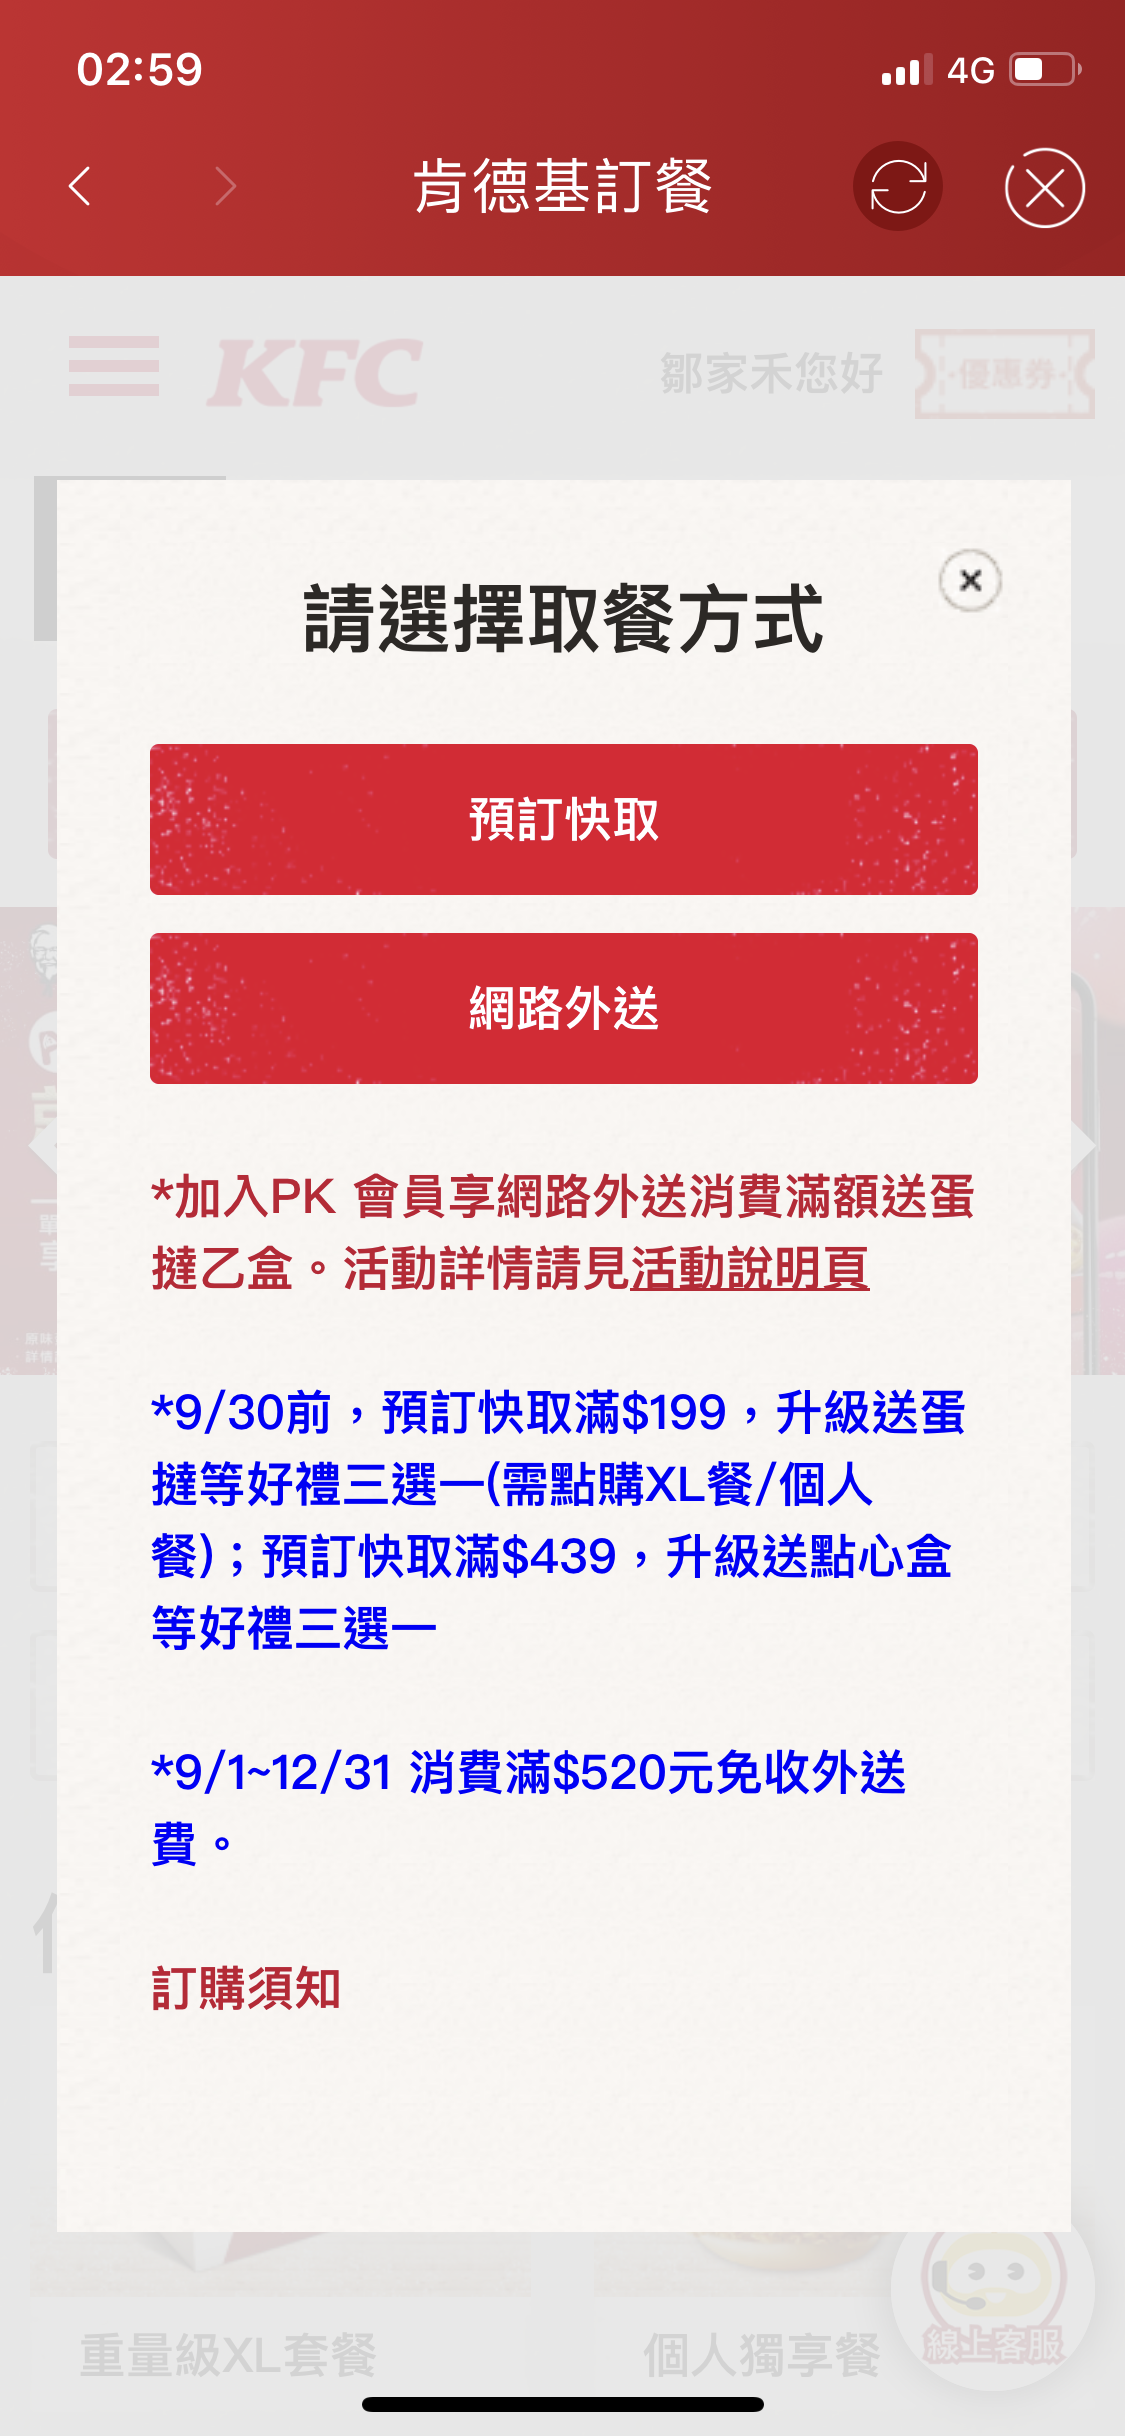 02:59
4G
肯德基訂餐
KFC
鄒家禾您好
優惠券
請選擇取餐方式
預訂快取
網路外送
*加入PK 會員享網路外送消費滿額送蛋
撻乙盒。活動詳情請見活動說明頁
*9/30前，預訂快取滿$199，升級送蛋
撻等好禮三選一(需點購XL餐/個人
餐)；預訂快取滿$439，升級送點心盒
等好禮三選一
*9/1~12/31 消費滿$520元免收外送
費。
訂購須知
重量級XL套餐
個人獨享餐
線上客服